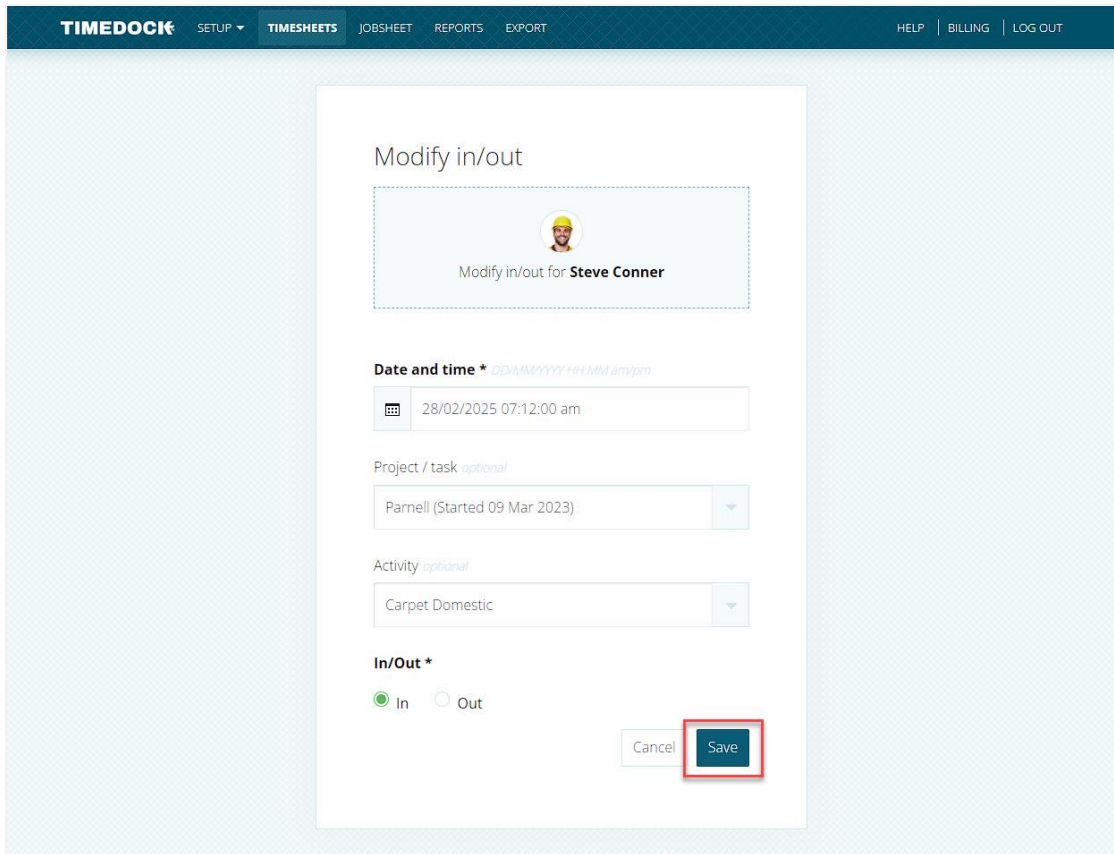 TIMEDOCK SETUP TIMESHEETS JOBSHEET REPORTS EXPORT HELP BILLING LOG OUT
Modify in/out
Modify in/out for Steve Conner
Date and time * DD/MM/YYYY HH:MM am/pm
28/02/2025 07:12:00 am
Project / task optional
Parnell (Started 09 Mar 2023)
Activity optional
Carpet Domestic
In/Out *
In Out
Cancel Save